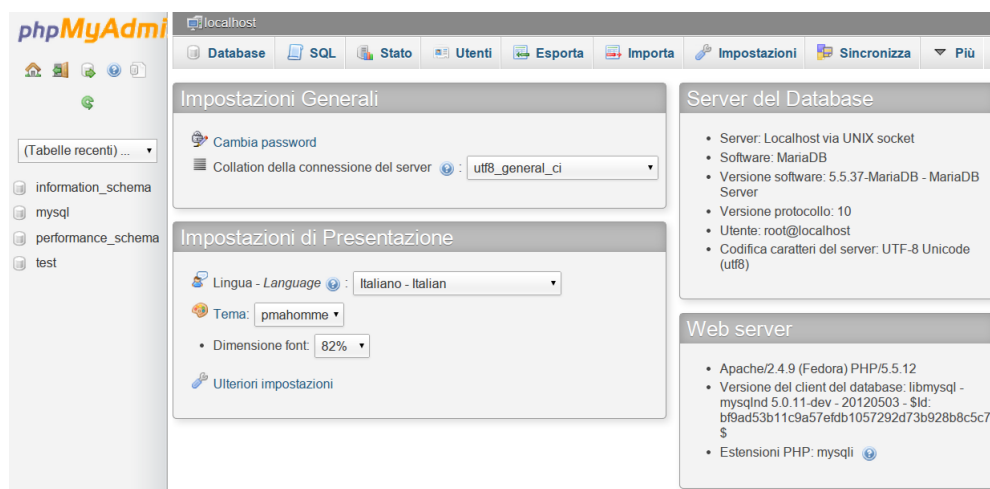 phpMyAdmi
localhost
Database SQL Stato Utenti Esporta Importa Impostazioni Sincronizza Più
(Tabelle recenti) ...
information_schema
mysql
performance_schema
test
Impostazioni Generali
Cambia password
Collation della connessione del server : utf8_general_ci
Impostazioni di Presentazione
Lingua - Language : Italiano - Italian
Tema: pmahomme
• Dimensione font: 82%
Ulteriori impostazioni
Server del Database
• Server: Localhost via UNIX socket
• Software: MariaDB
• Versione software: 5.5.37-MariaDB - MariaDB
Server
• Versione protocollo: 10
• Utente: root@localhost
• Codifica caratteri del server: UTF-8 Unicode
(utf8)
Web server
• Apache/2.4.9 (Fedora) PHP/5.5.12
• Versione del client del database: libmysql -
mysqlnd 5.0.11-dev - 20120503 - $Id:
bf9ad53b11c9a57efdb1057292d73b928b8c5c7
$
• Estensioni PHP: mysqli